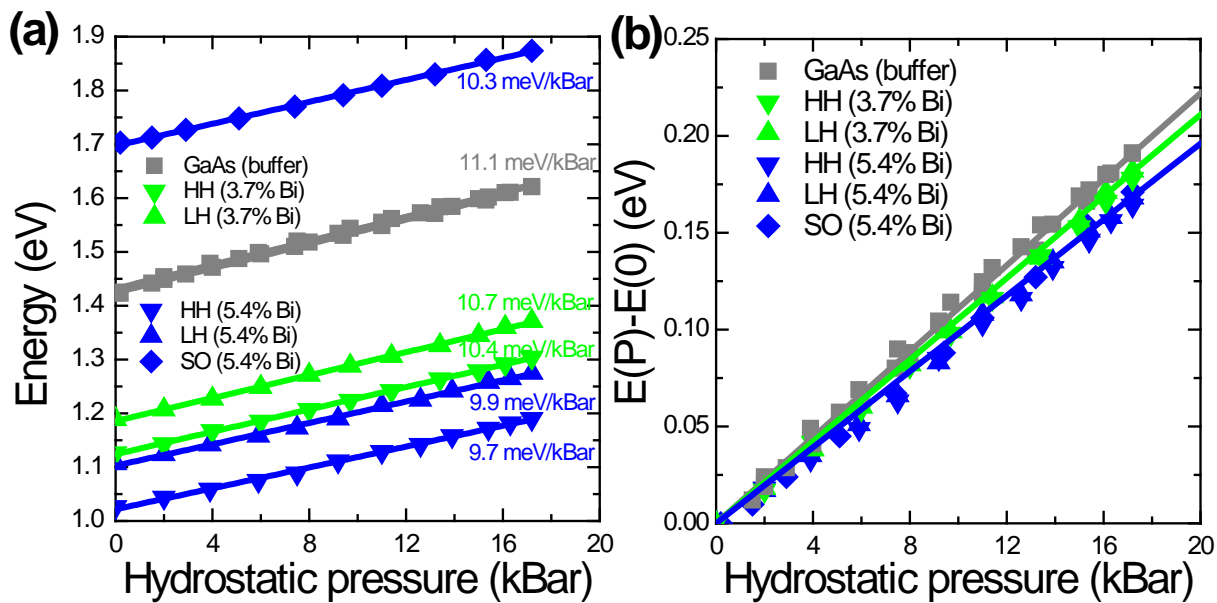 (a)
1.9
1.8
1.7
1.6
1.5
1.4
1.3
1.2
1.1
1.0
Energy (eV)
10.3 meV/kBar
11.1 meV/kBar
GaAs (buffer)
HH (3.7% Bi)
LH (3.7% Bi)
10.7 meV/kBar
10.4 meV/kBar
HH (5.4% Bi)
LH (5.4% Bi)
SO (5.4% Bi)
9.9 meV/kBar
9.7 meV/kBar
0 4 8 12 16 20
Hydrostatic pressure (kBar)
(b)
0.25
0.20
0.15
0.10
0.05
0.00
E(P)-E(0) (eV)
GaAs (buffer)
HH (3.7% Bi)
LH (3.7% Bi)
HH (5.4% Bi)
LH (5.4% Bi)
SO (5.4% Bi)
0 4 8 12 16 20
Hydrostatic pressure (kBar)